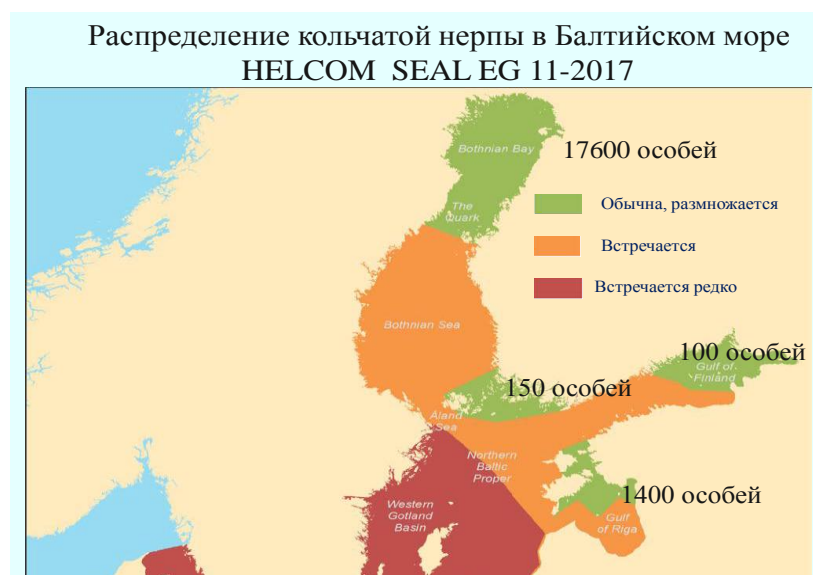 Распределение кольчатой нерпы в Балтийском море
HELCOM SEAL EG 11-2017
Bothnian Bay
17600 особей
The
Quark
Обычна, размножается
Встречается
Встречается редко
Bothnian Sea
100 особей
Gulf of
Finland
150 особей
Åland
Sea
Northern
Baltic
Proper
1400 особей
Western
Gotland
Basin
Gulf
of Riga